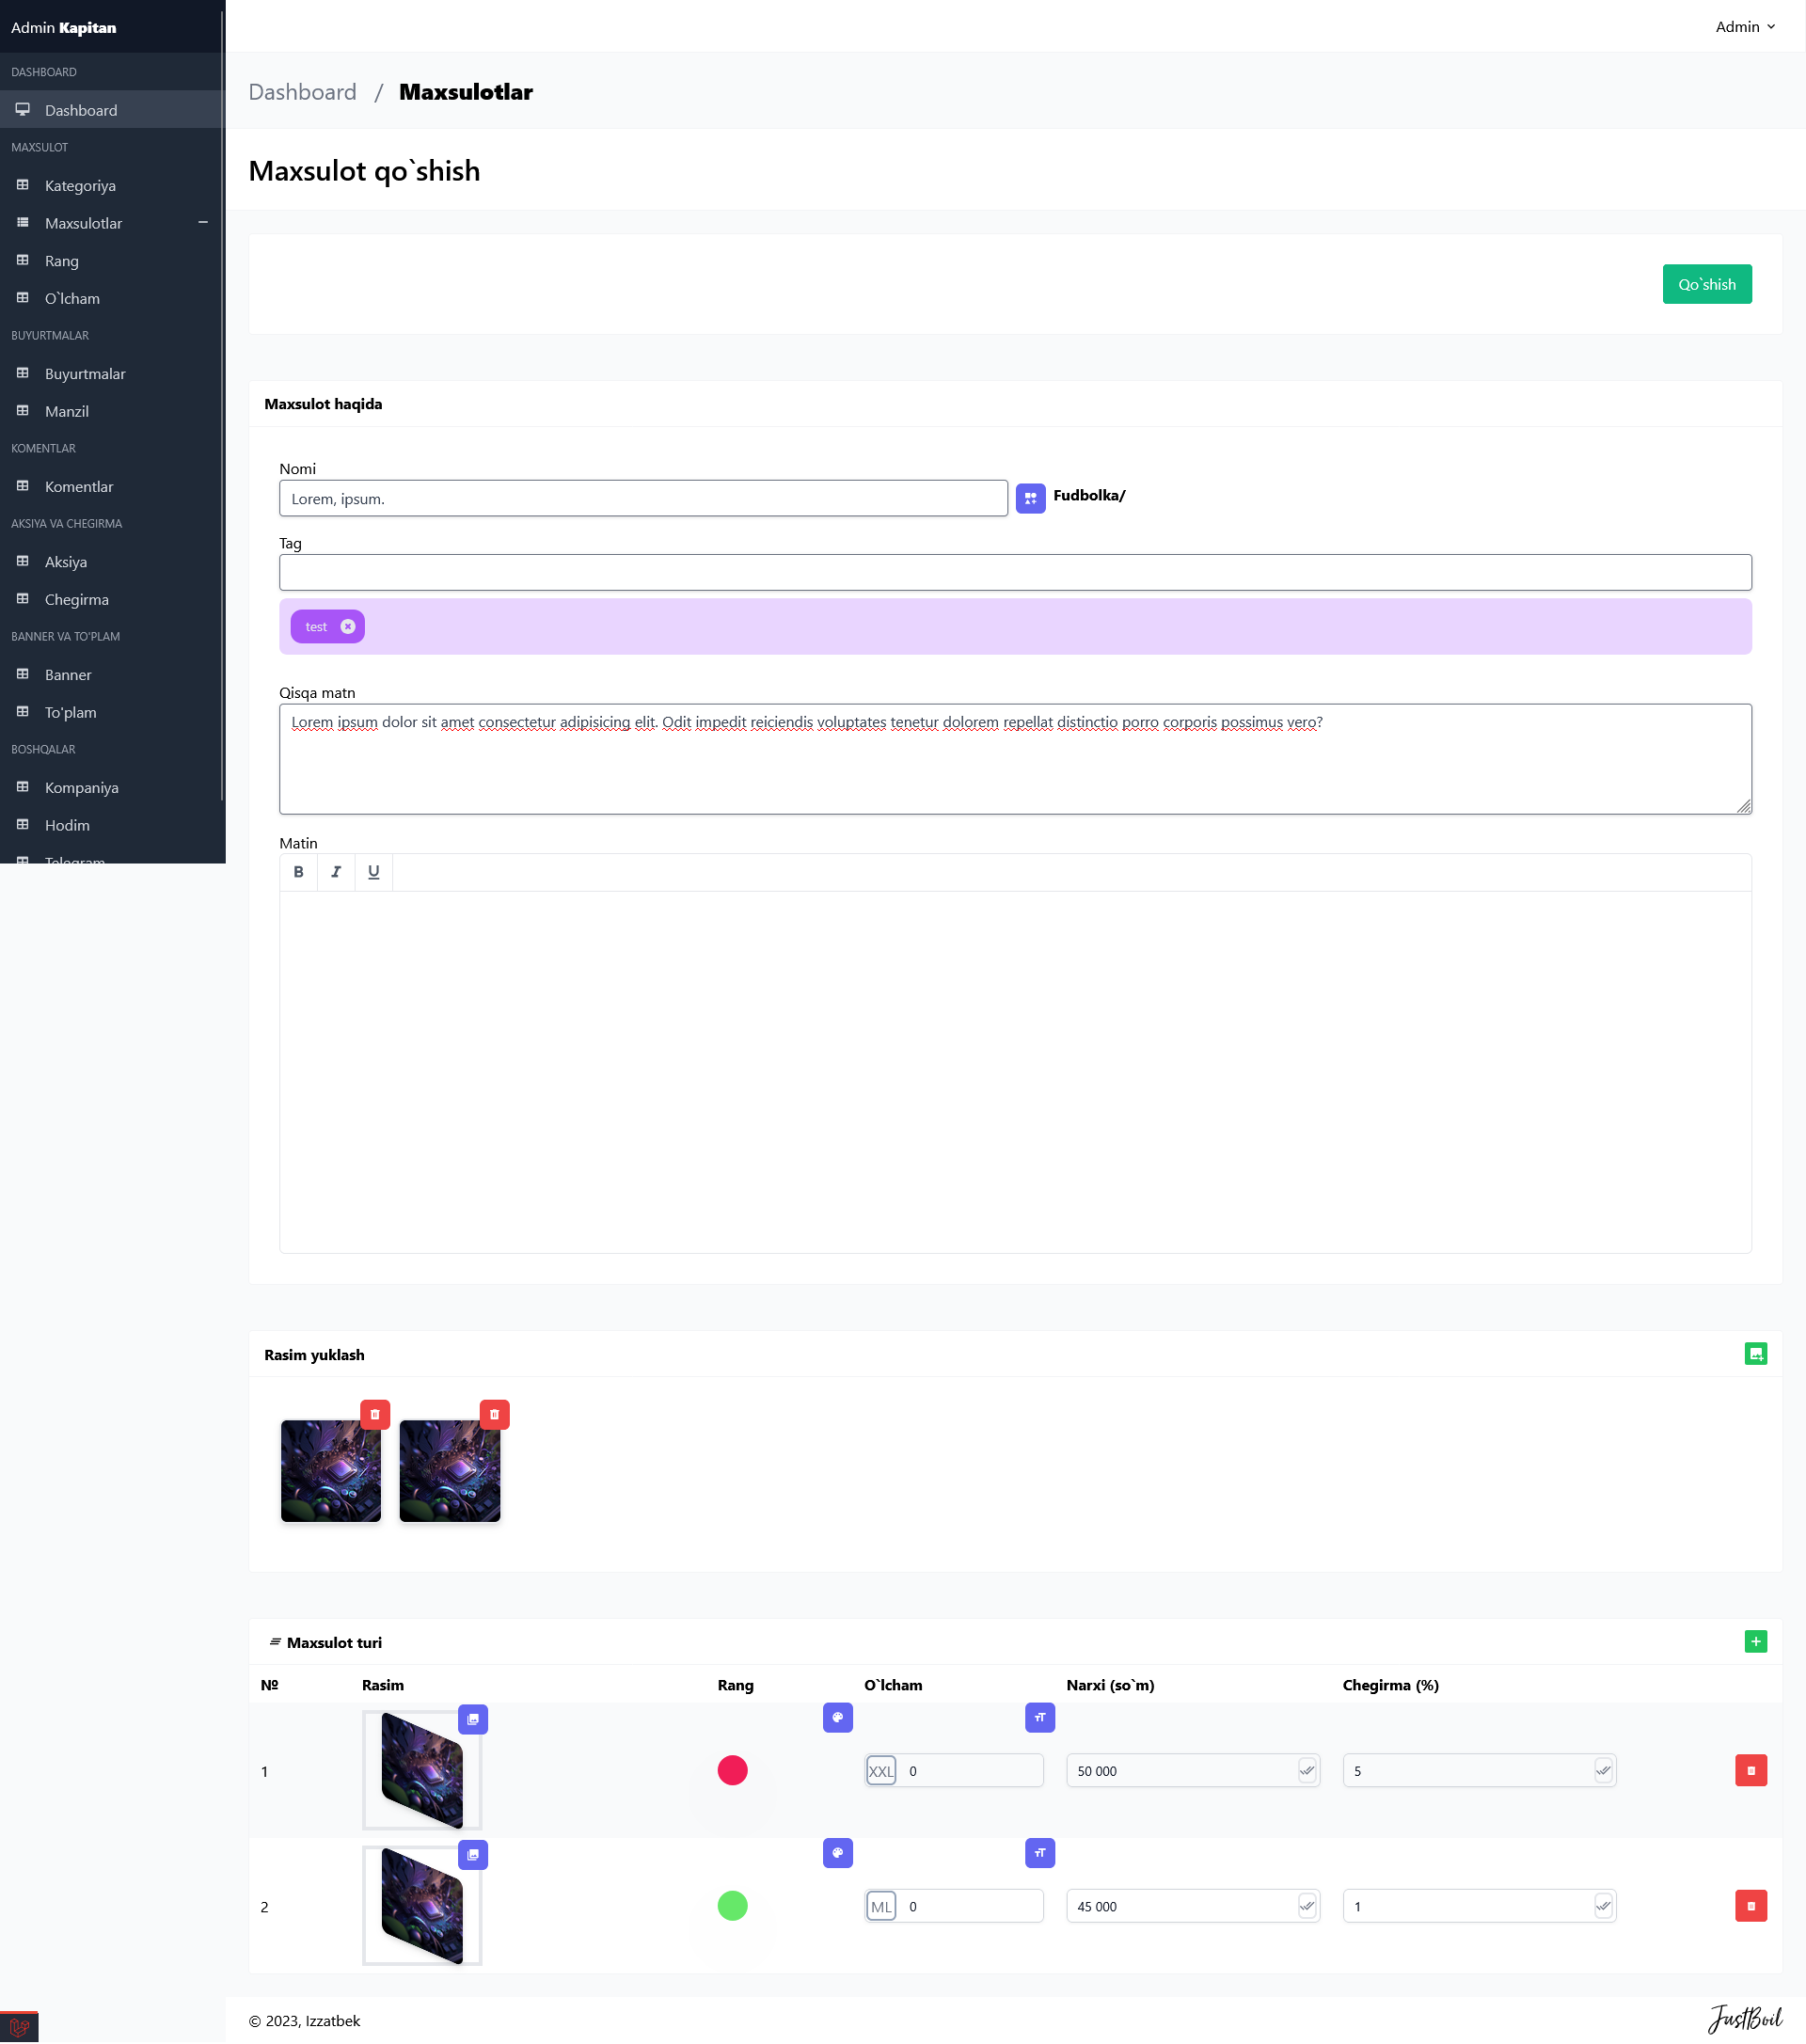 Admin Kapitan
Admin
DASHBOARD
Dashboard
MAXSULOT
Kategoriya
Maxsulotlar
Rang
O`lcham
BUYURTMALAR
Buyurtmalar
Manzil
KOMENTLAR
Komentlar
AKSIYA VA CHEGIRMA
Aksiya
Chegirma
BANNER VA TO'PLAM
Banner
To'plam
BOSHQALAR
Kompaniya
Hodim
Telegram
Dashboard / Maxsulotlar
Maxsulot qo`shish
Qo`shish
Maxsulot haqida
Nomi
Lorem, ipsum.
Fudbolka/
Tag
test
Qisqa matn
Lorem ipsum dolor sit amet consectetur adipisicing elit. Odit impedit reiciendis voluptates tenetur dolorem repellat distinctio porro corporis possimus vero?
Matin
B I U
Rasim yuklash
Maxsulot turi
№ Rasim Rang O`lcham Narxi (so`m) Chegirma (%)
1 XXL 0 50 000 5
2 ML 0 45 000 1
© 2023, Izzatbek
JustBoil